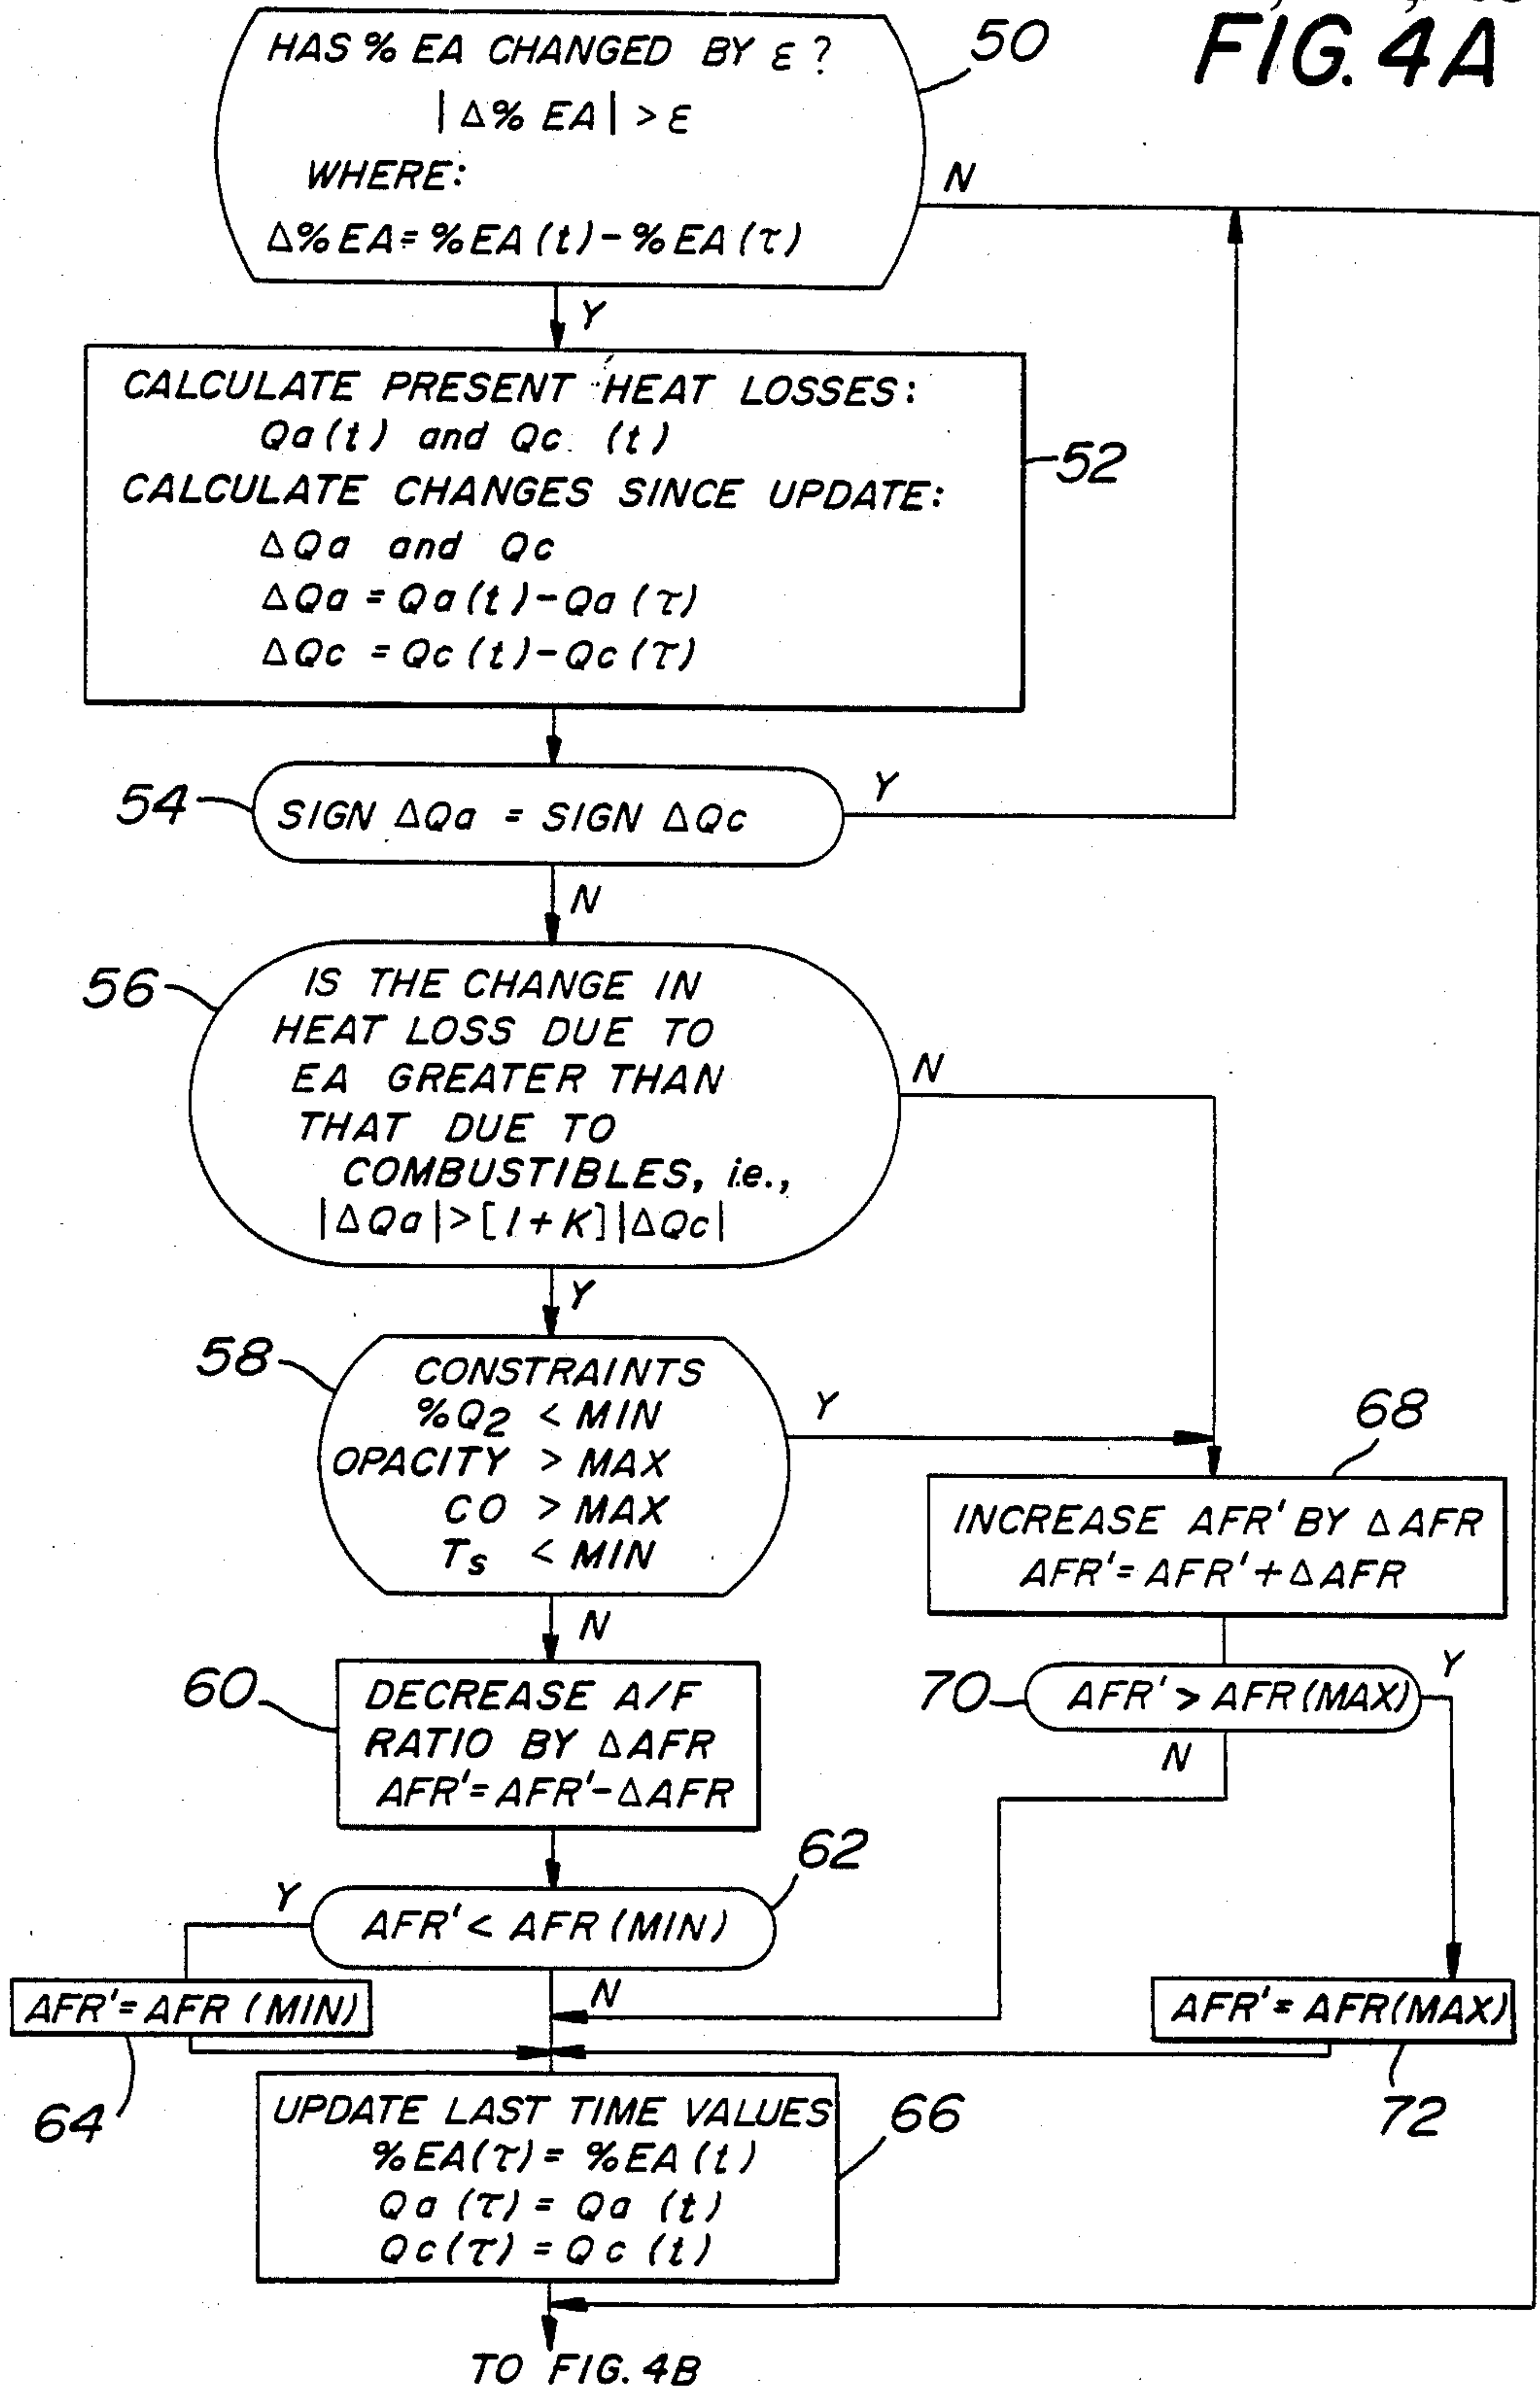 FIG. 4A
HAS % EA CHANGED BY ε ?
|Δ% EA| > ε
WHERE:
Δ% EA = % EA (t) - % EA (τ)
50
N
Y
CALCULATE PRESENT HEAT LOSSES:
Qa (t) and Qc. (t)
CALCULATE CHANGES SINCE UPDATE:
ΔQa and Qc
ΔQa = Qa (t) - Qa (τ)
ΔQc = Qc (t) - Qc (τ)
52
54
SIGN ΔQa = SIGN ΔQc
Y
N
56
IS THE CHANGE IN
HEAT LOSS DUE TO
EA GREATER THAN
THAT DUE TO
COMBUSTIBLES, i.e.,
|ΔQa| > [1 + K] |ΔQc|
N
Y
58
CONSTRAINTS
%Q2 < MIN
OPACITY > MAX
CO > MAX
Ts < MIN
Y
N
68
INCREASE AFR' BY Δ AFR
AFR' = AFR' + Δ AFR
60
DECREASE A/F
RATIO BY ΔAFR
AFR' = AFR' - ΔAFR
70
AFR' > AFR (MAX)
Y
N
62
Y
AFR' < AFR (MIN)
N
AFR' = AFR (MIN)
64
AFR' = AFR (MAX)
72
UPDATE LAST TIME VALUES
% EA (τ) = % EA (t)
Qa (τ) = Qa (t)
Qc (τ) = Qc (t)
66
TO FIG. 4B